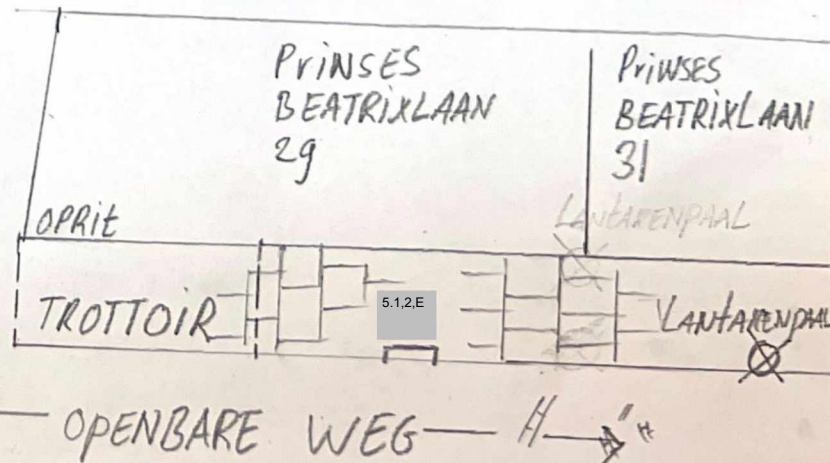 PRINSES
BEATRIXLAAN
29
PRINSES
BEATRIXLAAN
31
OPRIT
LANTARENPAAL
TROTTOIR
5.1,2,E
LANTARENPAAL
OPENBARE WEG